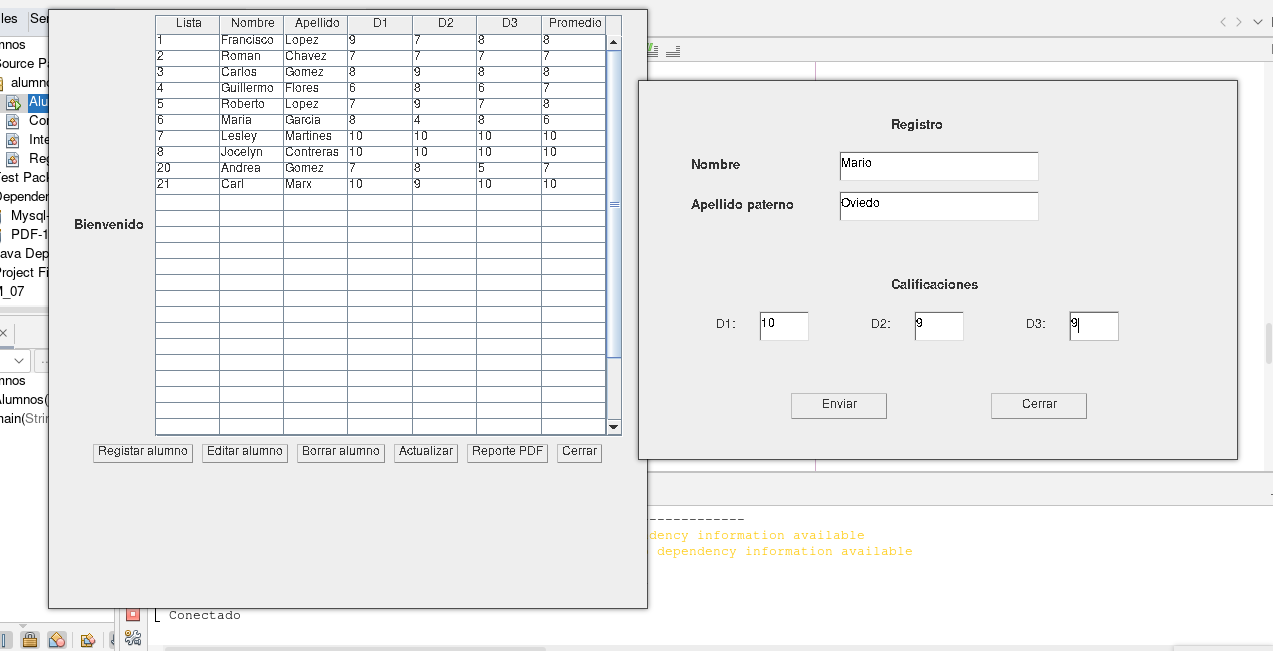 Lista Nombre Apellido D1 D2 D3 Promedio
1 Francisco Lopez 9 7 8 8
2 Roman Chavez 7 7 7 7
3 Carlos Gomez 8 9 8 8
4 Guillermo Flores 6 8 6 7
5 Roberto Lopez 7 9 7 8
6 Maria Garcia 8 4 8 6
7 Lesley Martines 10 10 10 10
8 Jocelyn Contreras 10 10 10 10
20 Andrea Gomez 7 8 5 7
21 Carl Marx 10 9 10 10
Bienvenido
Registar alumno Editar alumno Borrar alumno Actualizar Reporte PDF Cerrar
Registro
Nombre Mario
Apellido paterno Oviedo
Calificaciones
D1: 10 D2: 9 D3: 9
Enviar Cerrar
les Ser
nnos
ource Pa
alumno
Alu
Con
Inte
Reg
est Pack
Depender
Mysql-
PDF-1
ava Dep
Project Fi
_07
nnos
Alumnos(
main(Strin
------------
dency information available
dependency information available
Conectado